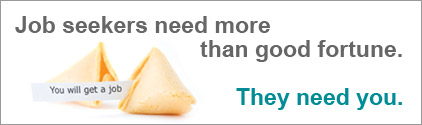 Job seekers need more
than good fortune.
You will get a job
They need you.